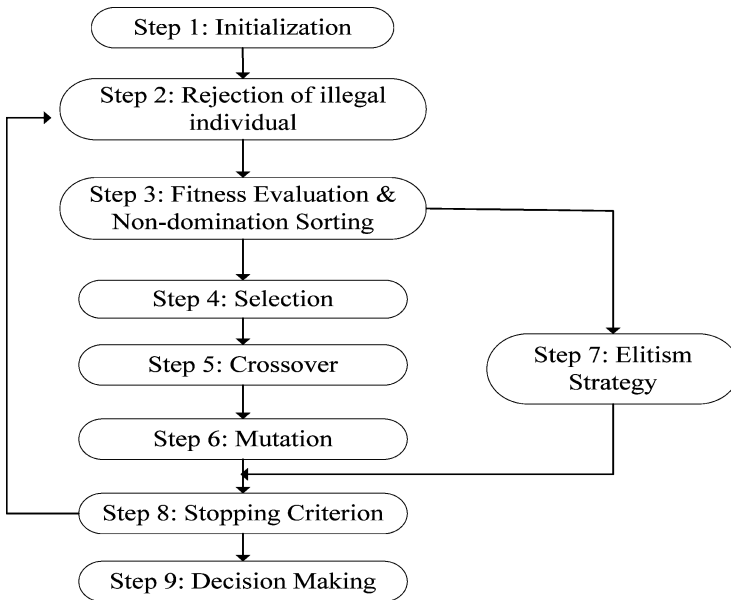 Step 1: Initialization
Step 2: Rejection of illegal
individual
Step 3: Fitness Evaluation &
Non-domination Sorting
Step 4: Selection
Step 5: Crossover
Step 7: Elitism
Strategy
Step 6: Mutation
Step 8: Stopping Criterion
Step 9: Decision Making